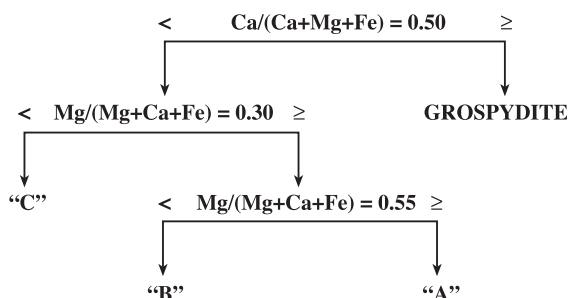 < Ca/(Ca+Mg+Fe) = 0.50 ≥
< Mg/(Mg+Ca+Fe) = 0.30 ≥ GROSPYDITE
“C” < Mg/(Mg+Ca+Fe) = 0.55 ≥
“B” “A”